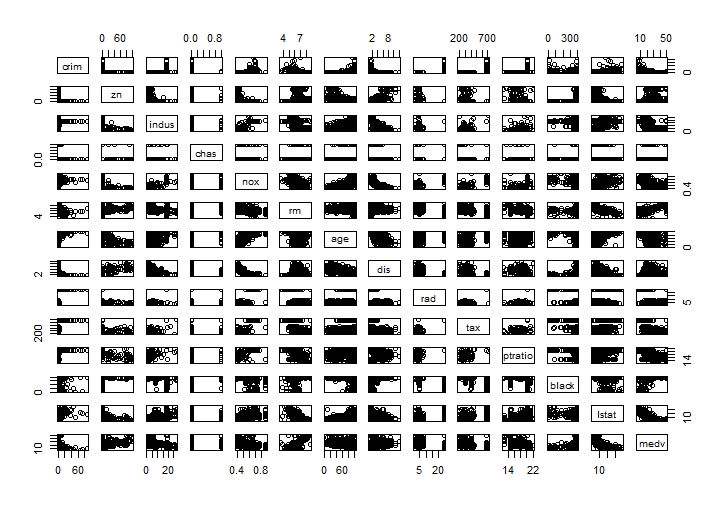 0 60 0.0 0.8 4 7 2 8 200 700 0 300 10 50
crim 0
0 zn
indus 0
0.0 chas
nox 0.4
4 rm
age 0
2 dis
rad 5
200 tax
ptratio 14
0 black
lstat 10
10 medv
0 60 0 20 0.4 0.8 0 60 5 20 14 22 10